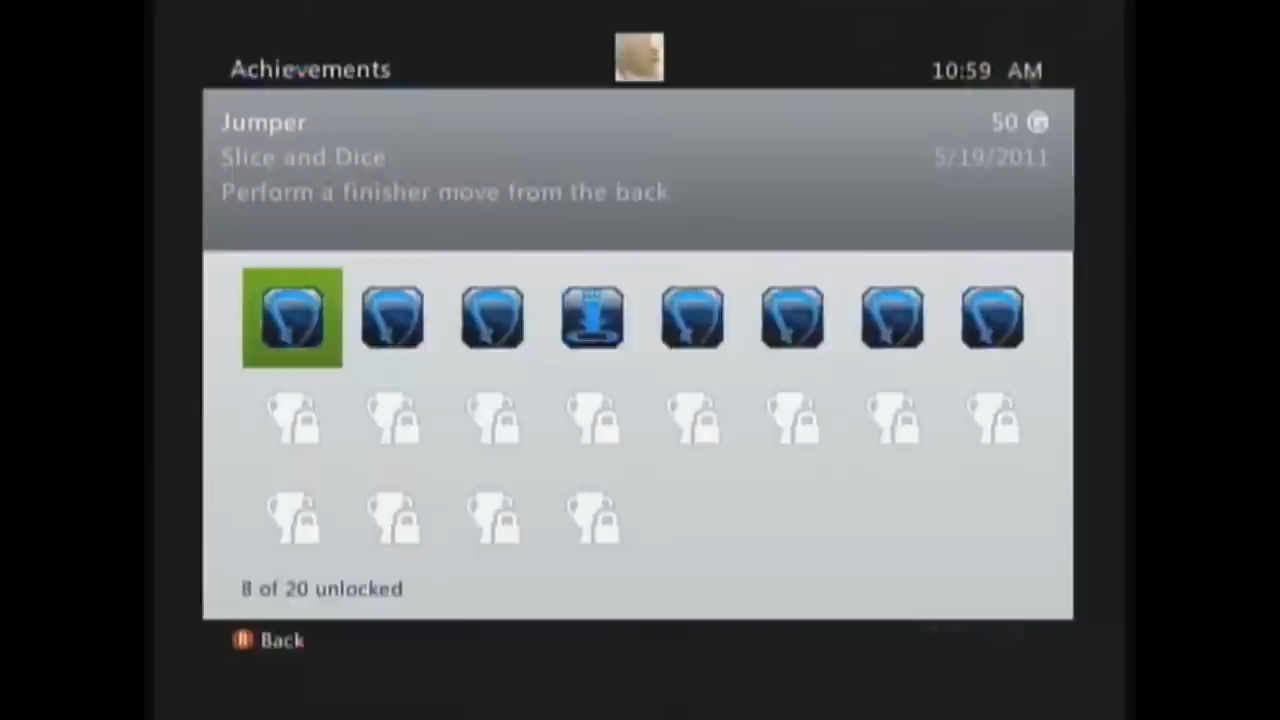 Achievements
10:59 AM
Jumper
50 G
Slice and Dice
5/19/2011
Perform a finisher move from the back
8 of 20 unlocked
B Back